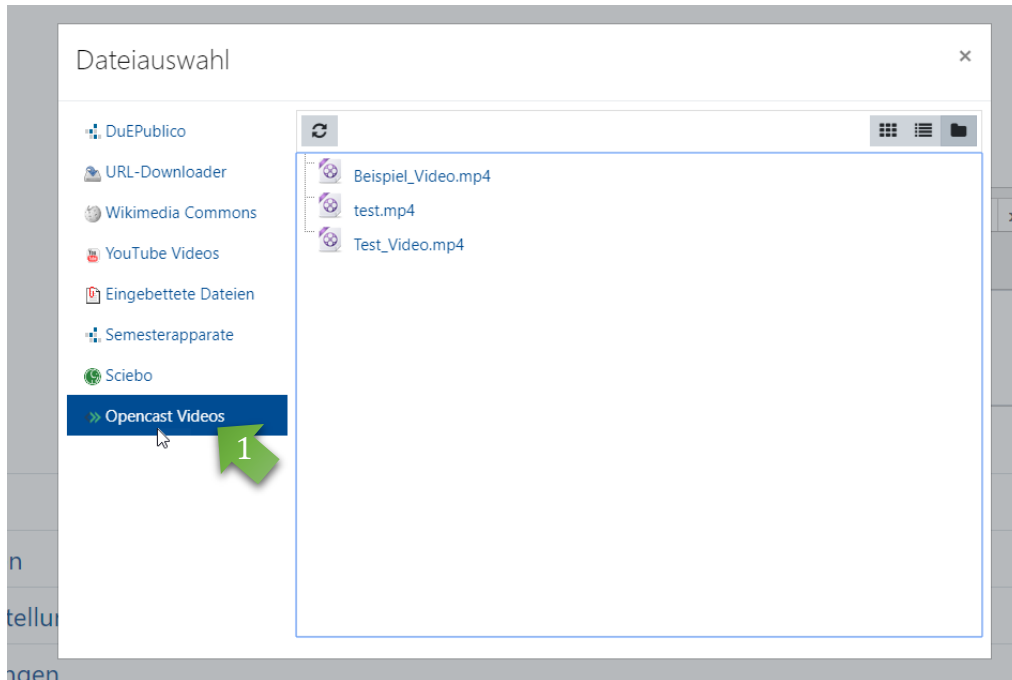 Dateiauswahl
×
DuEPublico
URL-Downloader
Wikimedia Commons
YouTube Videos
Eingebettete Dateien
Semesterapparate
Sciebo
Opencast Videos
1
Beispiel_Video.mp4
test.mp4
Test_Video.mp4
n
tellu
ngen